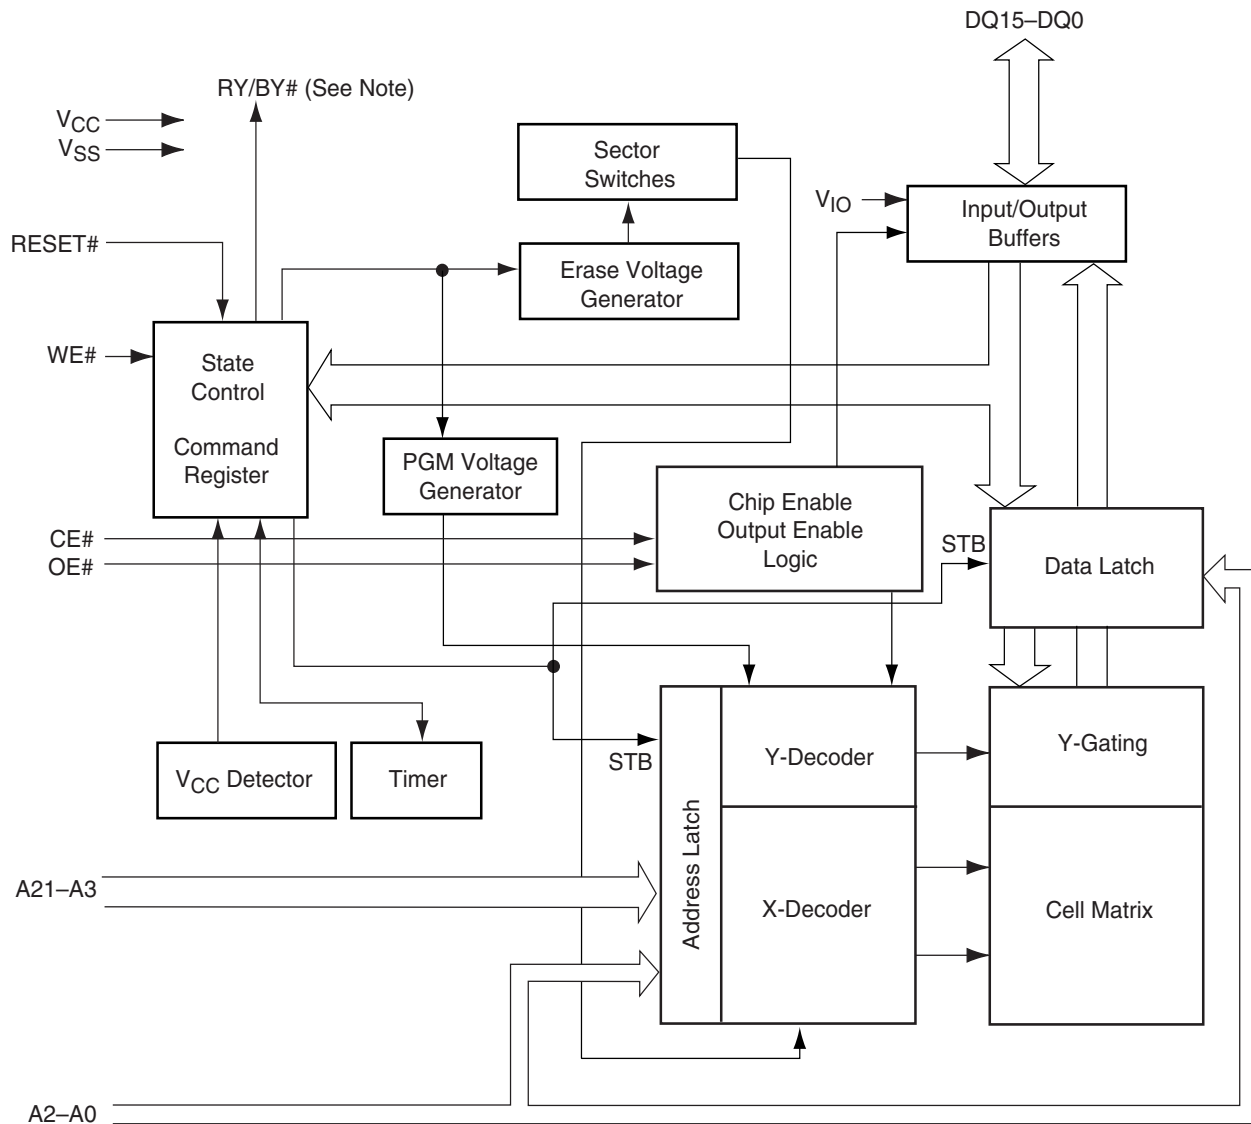 DQ15–DQ0
RY/BY# (See Note)
VCC
VSS
Sector
Switches
VIO
Input/Output
Buffers
RESET#
Erase Voltage
Generator
WE#
State
Control
Command
Register
PGM Voltage
Generator
Chip Enable
Output Enable
Logic
CE#
OE#
STB
Data Latch
STB
Y-Decoder
Y-Gating
VCC Detector
Timer
Address Latch
A21–A3
X-Decoder
Cell Matrix
A2–A0